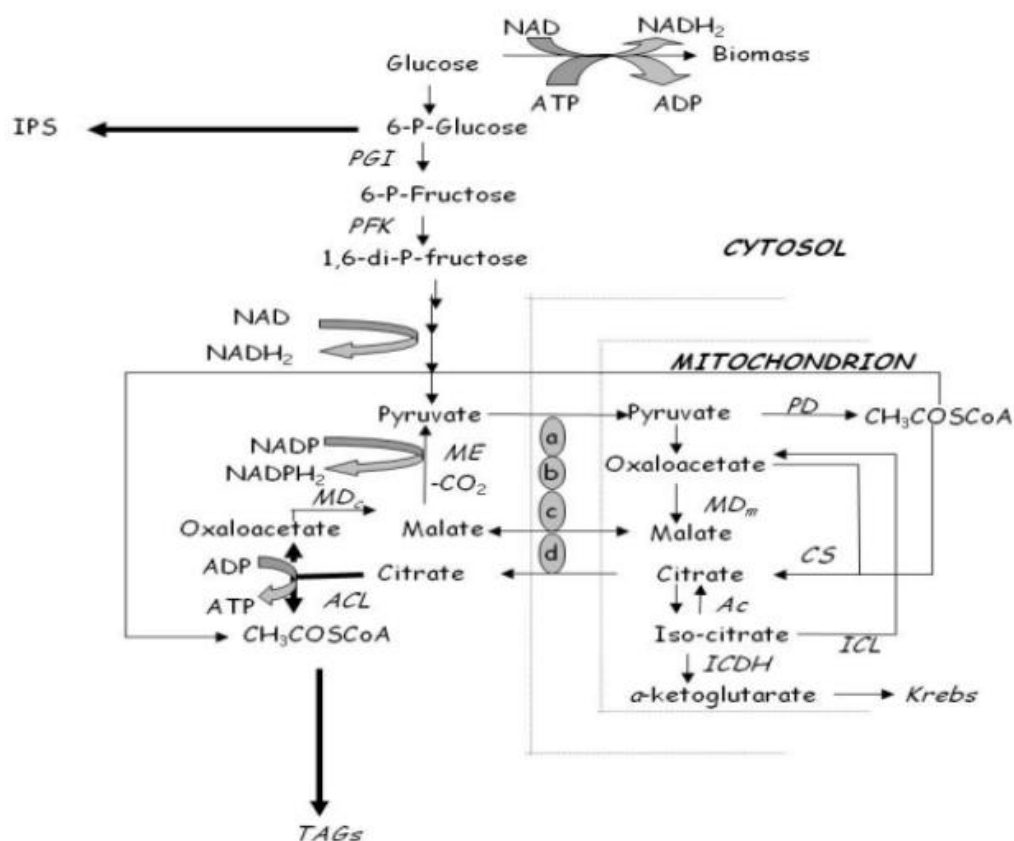 NAD
NADH₂
Glucose
Biomass
ATP
ADP
IPS
6-P-Glucose
PGI
6-P-Fructose
PFK
1,6-di-P-fructose
CYTOSOL
NAD
NADH₂
MITOCHONDRION
Pyruvate
Pyruvate
PD
CH₃COSCoA
a
NADP
ME
NADPH₂
-CO₂
b
Oxaloacetate
MDc
MDm
Oxaloacetate
Malate
c
Malate
ADP
Citrate
d
Citrate
CS
ATP
ACL
Ac
CH₃COSCoA
Iso-citrate
ICL
ICDH
α-ketoglutarate
Krebs
TAGs